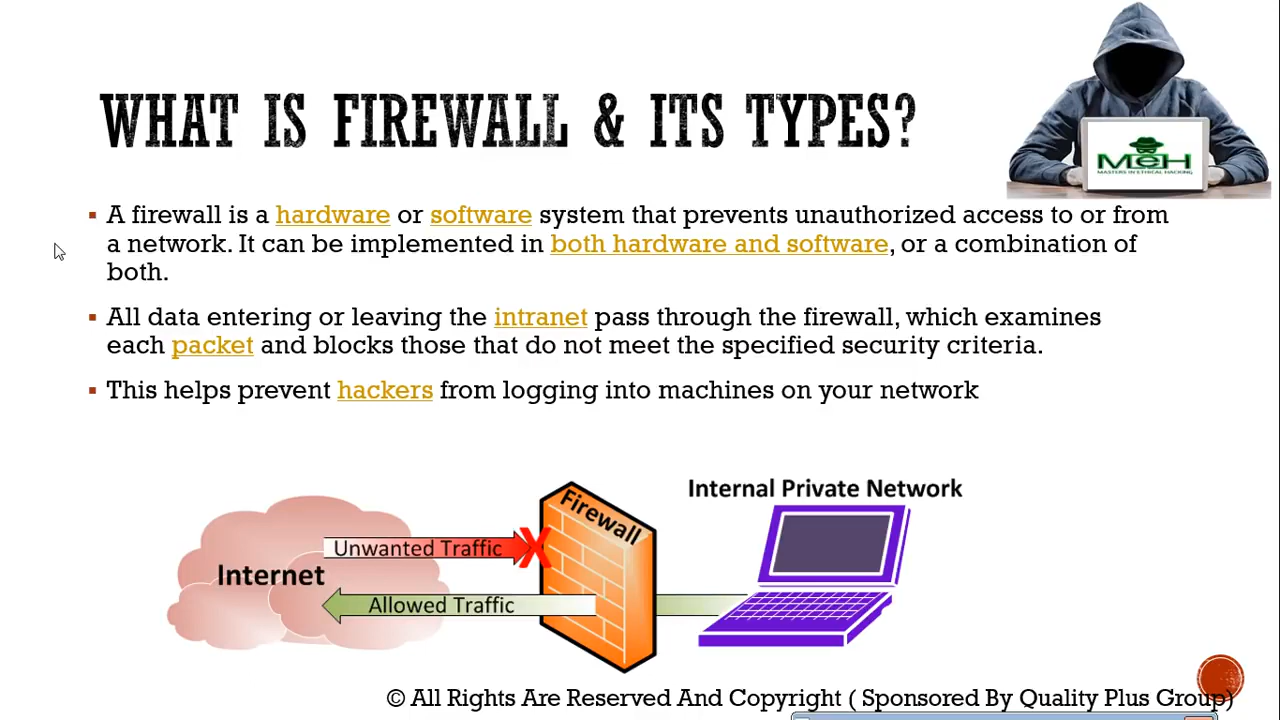 WHAT IS FIREWALL & ITS TYPES?
MEH
MASTERS IN ETHICAL HACKING
A firewall is a hardware or software system that prevents unauthorized access to or from
a network. It can be implemented in both hardware and software, or a combination of
both.
All data entering or leaving the intranet pass through the firewall, which examines
each packet and blocks those that do not meet the specified security criteria.
This helps prevent hackers from logging into machines on your network
Internal Private Network
Firewall
Unwanted Traffic
Internet
Allowed Traffic
© All Rights Are Reserved And Copyright ( Sponsored By Quality Plus Group)